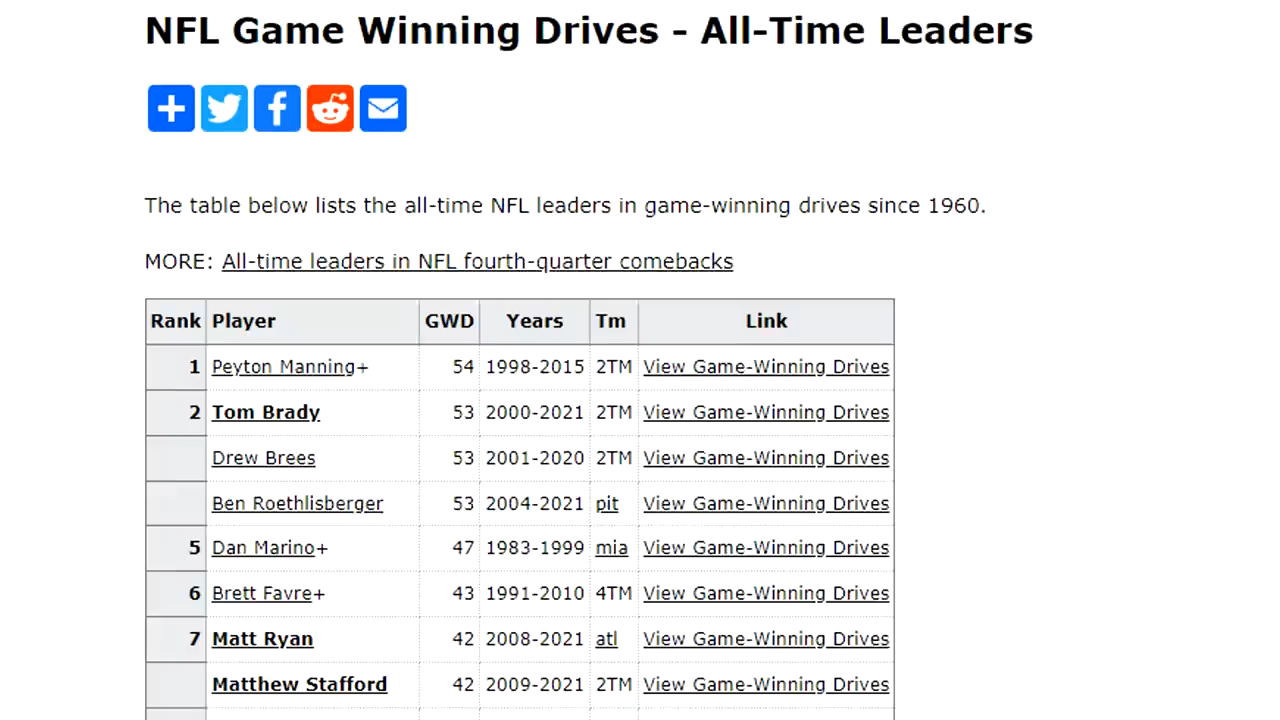 NFL Game Winning Drives - All-Time Leaders
The table below lists the all-time NFL leaders in game-winning drives since 1960.
MORE: All-time leaders in NFL fourth-quarter comebacks
Rank Player GWD Years Tm Link
1 Peyton Manning+ 54 1998-2015 2TM View Game-Winning Drives
2 Tom Brady 53 2000-2021 2TM View Game-Winning Drives
Drew Brees 53 2001-2020 2TM View Game-Winning Drives
Ben Roethlisberger 53 2004-2021 pit View Game-Winning Drives
5 Dan Marino+ 47 1983-1999 mia View Game-Winning Drives
6 Brett Favre+ 43 1991-2010 4TM View Game-Winning Drives
7 Matt Ryan 42 2008-2021 atl View Game-Winning Drives
Matthew Stafford 42 2009-2021 2TM View Game-Winning Drives